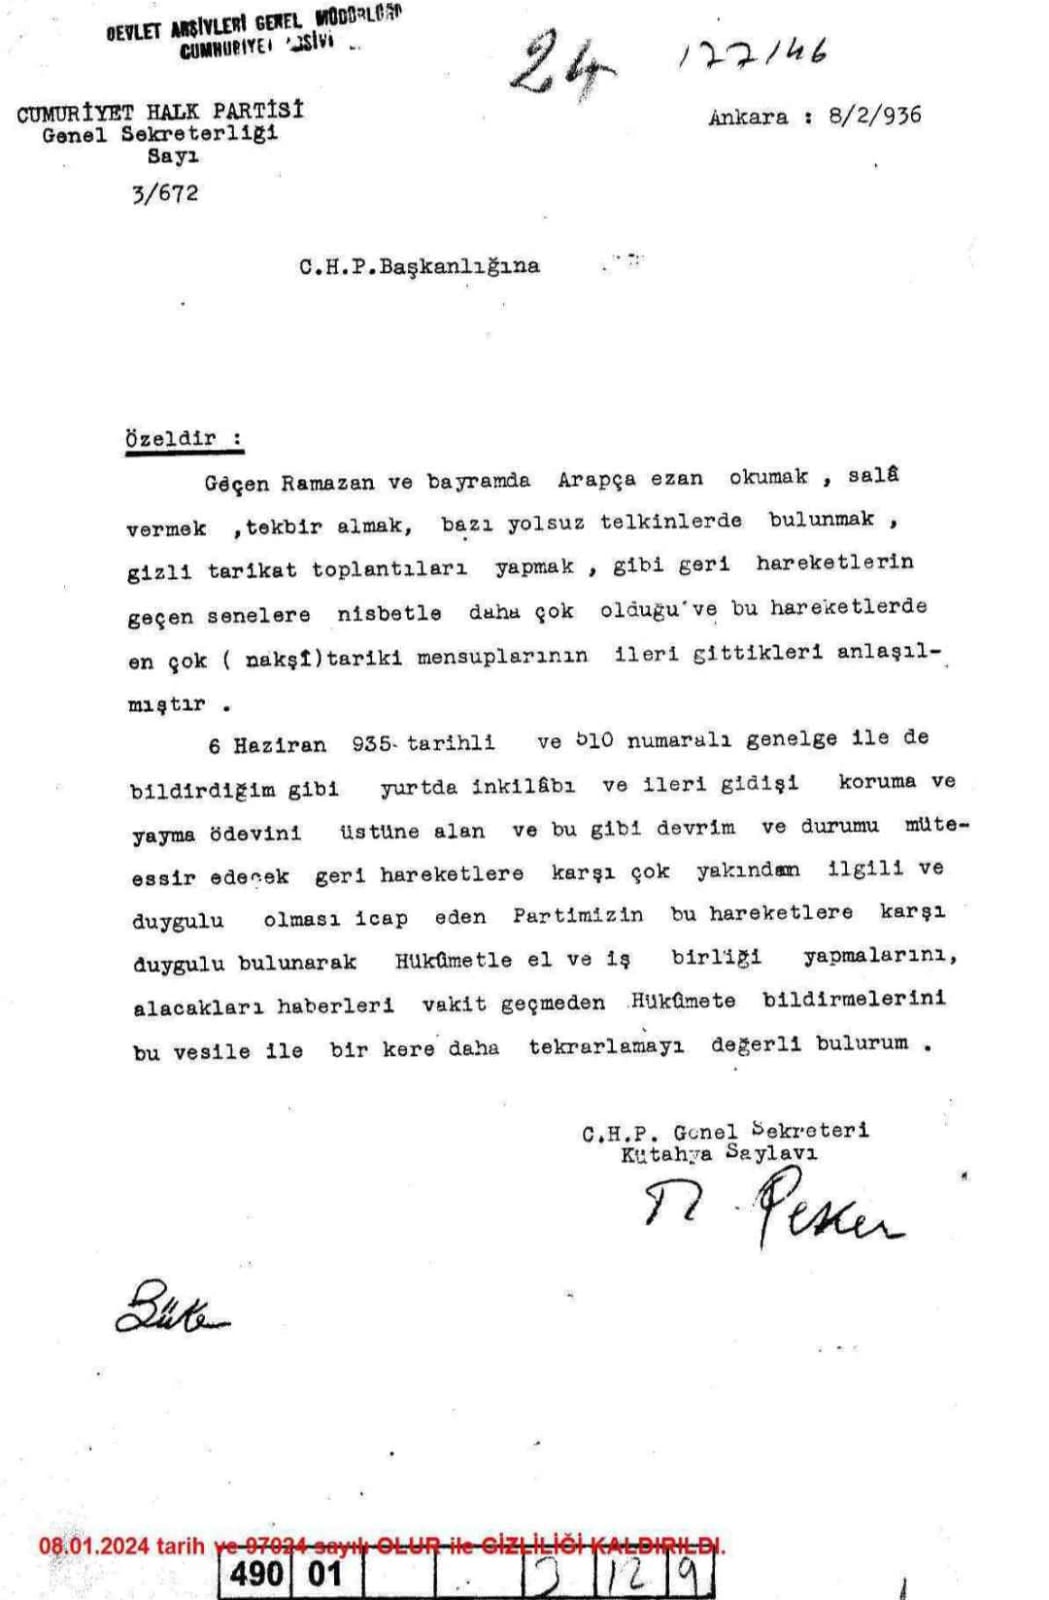 DEVLET ARŞİVLERİ GENEL MÜDÜRLÜĞÜ
CUMHURİYET
24
177/46
CUMURİYET HALK PARTİSİ
Genel Sekreterliği
Sayı
3/672
Ankara : 8/2/936
C.H.P.Başkanlığına
Özeldir :
Geçen Ramazan ve bayramda Arapça ezan okumak , salâ
vermek ,tekbir almak, bazı yolsuz telkinlerde bulunmak ,
gizli tarikat toplantıları yapmak , gibi geri hareketlerin
geçen senelere nisbetle daha çok olduğu ve bu hareketlerde
en çok ( nakşî)tariki mensuplarının ileri gittikleri anlaşıl-
mıştır .
6 Haziran 935 tarihli ve 510 numaralı genelge ile de
bildirdiğim gibi yurtda inkilâbı ve ileri gidişi koruma ve
yayma ödevini üstüne alan ve bu gibi devrim ve durumu müte-
essir edecek geri hareketlere karşı çok yakından ilgili ve
duygulu olması icap eden Partimizin bu hareketlere karşı
duygulu bulunarak Hükûmetle el ve iş birliği yapmalarını,
alacakları haberleri vakit geçmeden Hükûmete bildirmelerini
bu vesile ile bir kere daha tekrarlamayı değerli bulurum .
C.H.P. Genel Sekreteri
Kütahya Saylavı
R. Peker
08.01.2024 tarih ve 97024 sayılı OLUR ile GİZLİLİĞİ KALDIRILDI.
490 01 3 12 9